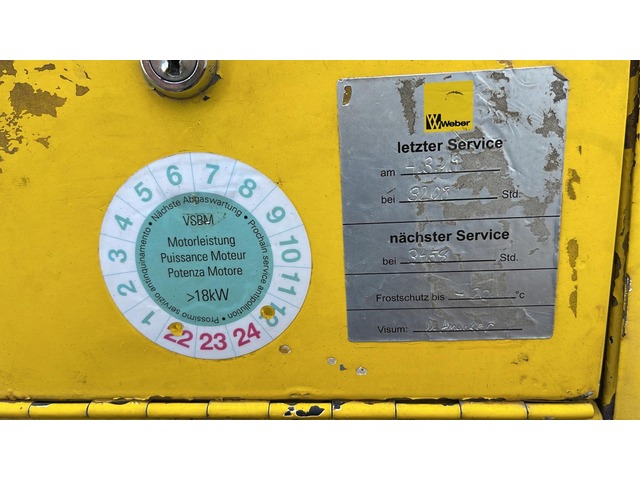 1 2 3 4 5 6 7 8 9 10 11 12
22 23 24
• Nächste Abgaswartung • Prochain service antipollution • Prossimo servizio antinquinamento
VSBM
Motorleistung
Puissance Moteur
Potenza Motore
>18kW
Weber
letzter Service
am
bei Std.
nächster Service
bei Std.
Frostschutz bis °c
Visum: